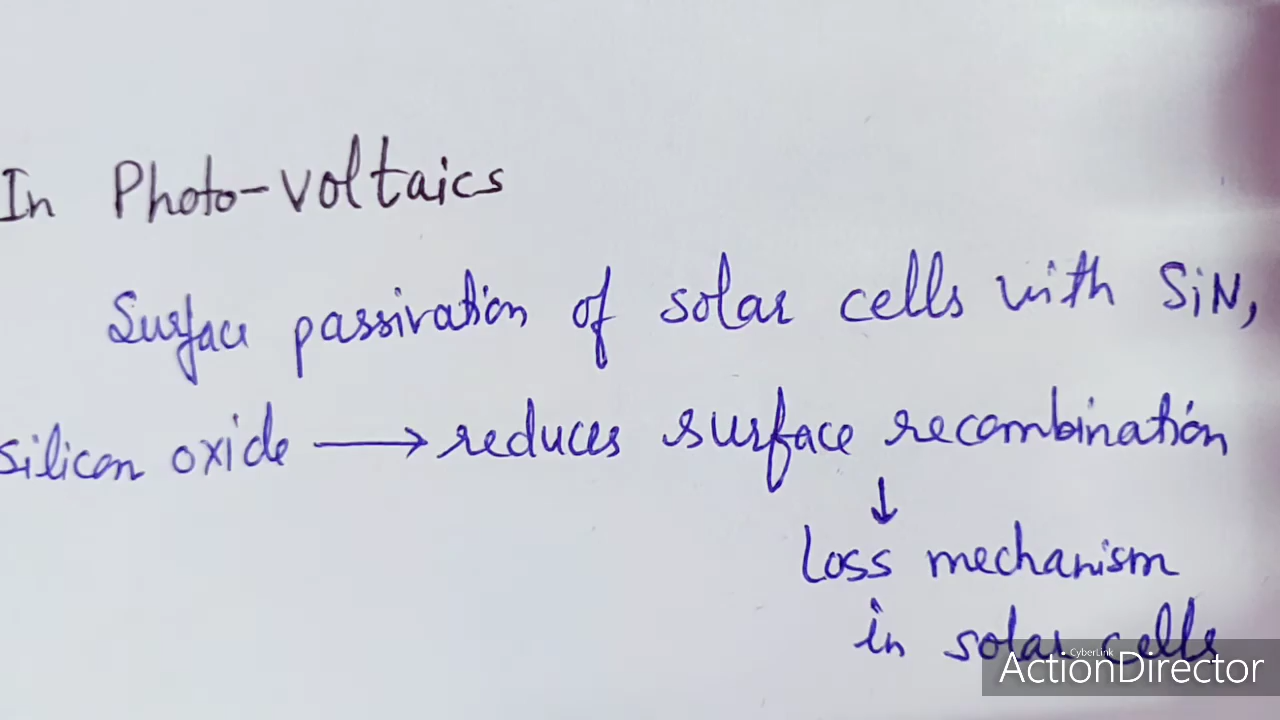 In Photo-voltaics
Surface passivation of solar cells with SiN,
silicon oxide → reduces surface recombination
↓
Loss mechanism
in solar cells
CyberLink
ActionDirector